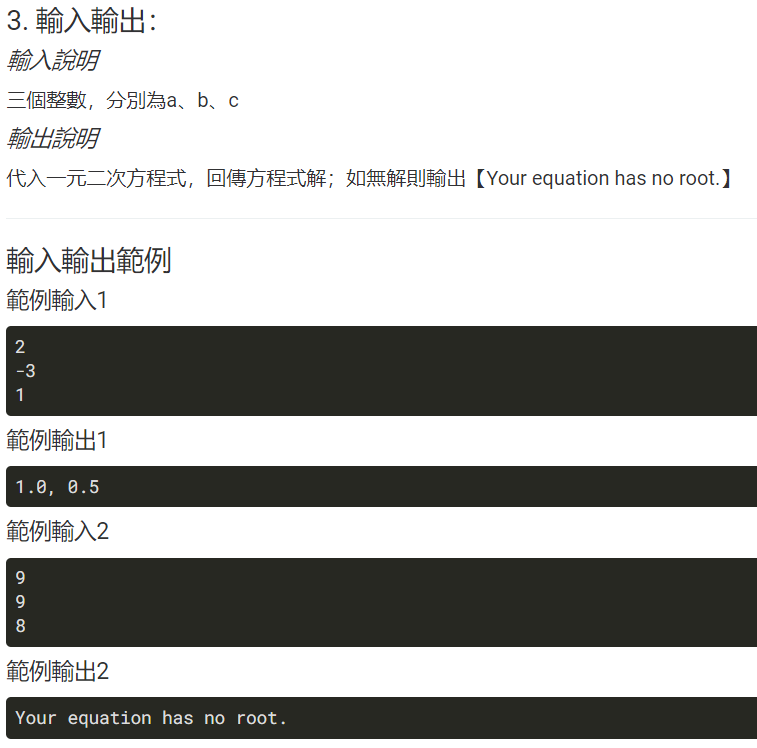 3. 輸入輸出：
輸入說明
三個整數，分別為a、b、c
輸出說明
代入一元二次方程式，回傳方程式解；如無解則輸出【Your equation has no root.】
輸入輸出範例
範例輸入1
2
-3
1
範例輸出1
1.0, 0.5
範例輸入2
9
9
8
範例輸出2
Your equation has no root.